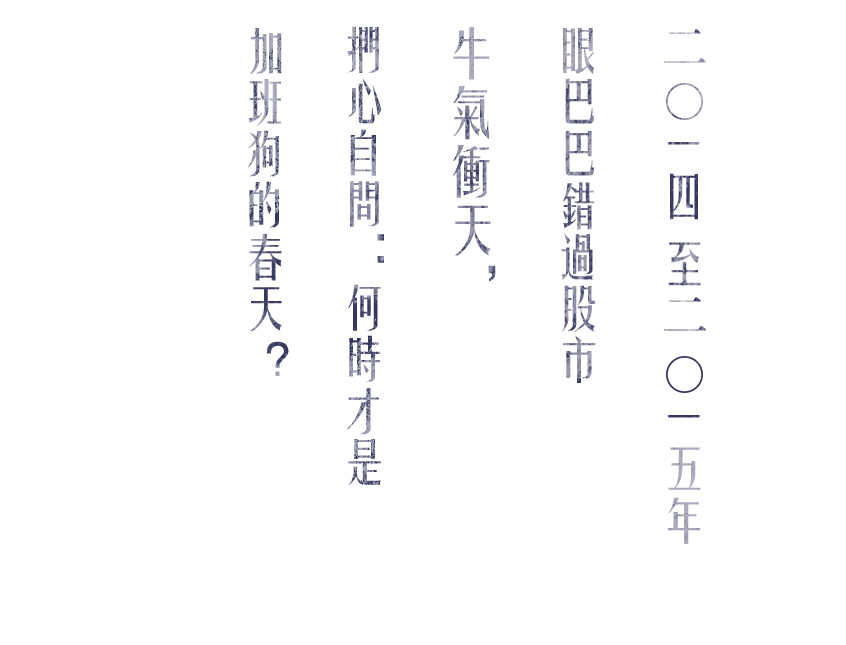 二〇一四至二〇一五年
眼巴巴錯過股市
牛氣衝天，
捫心自問：何時才是
加班狗的春天？